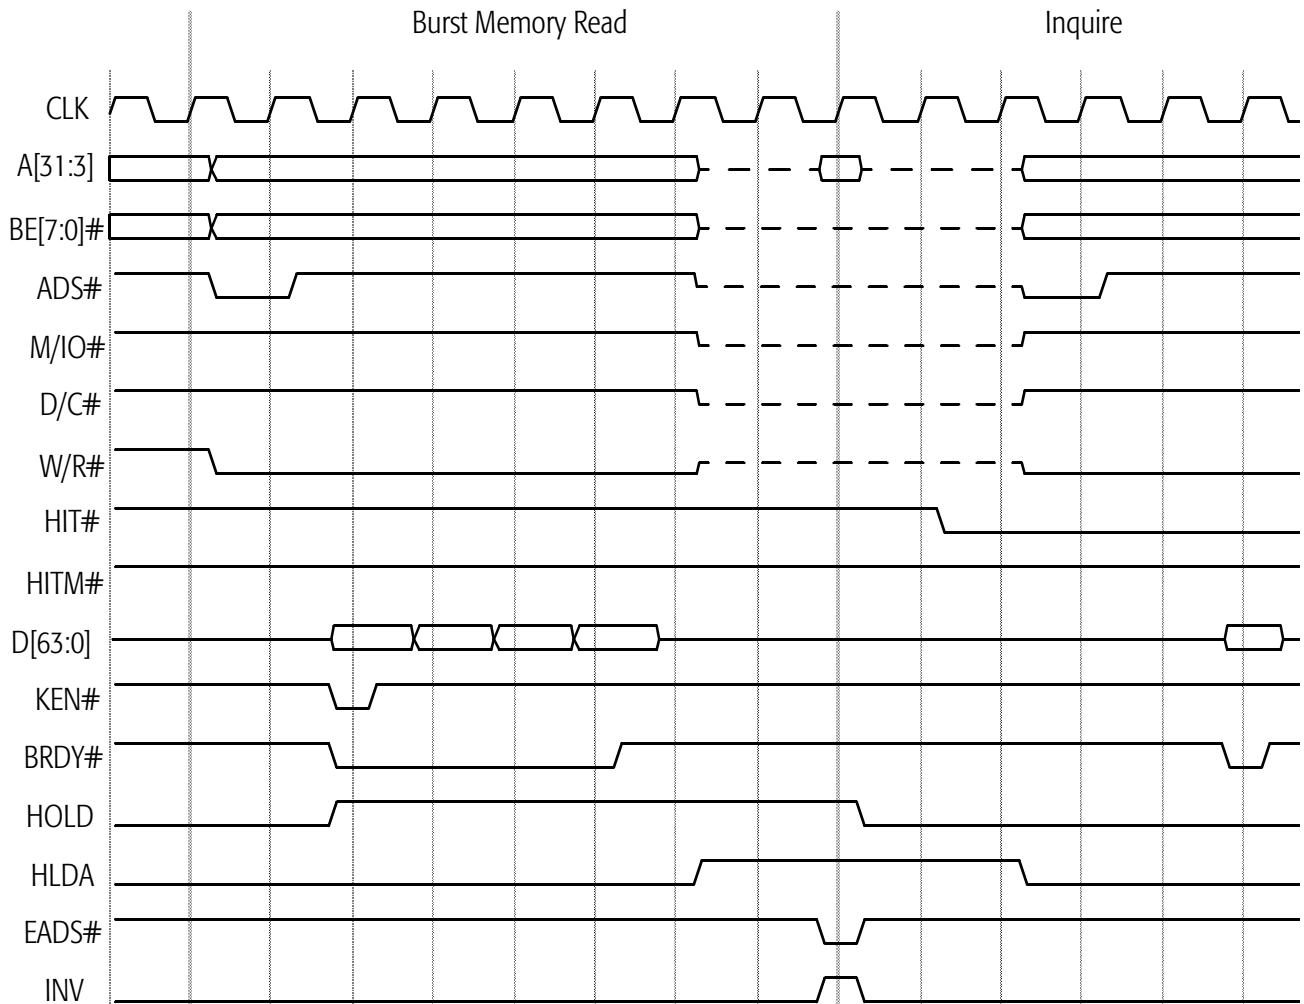 Burst Memory Read
Inquire
CLK
A[31:3]
BE[7:0]#
ADS#
M/IO#
D/C#
W/R#
HIT#
HITM#
D[63:0]
KEN#
BRDY#
HOLD
HLDA
EADS#
INV